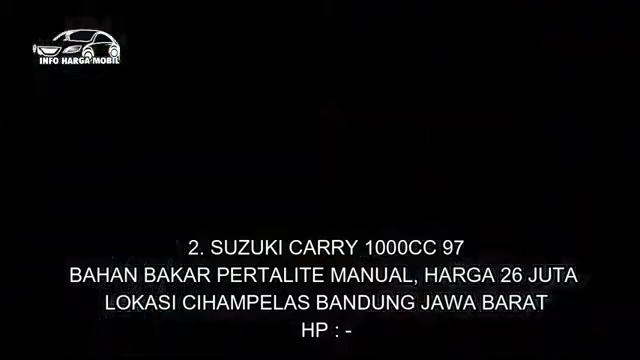 INFO HARGA MOBIL
2. SUZUKI CARRY 1000CC 97
BAHAN BAKAR PERTALITE MANUAL, HARGA 26 JUTA
LOKASI CIHAMPELAS BANDUNG JAWA BARAT
HP : -